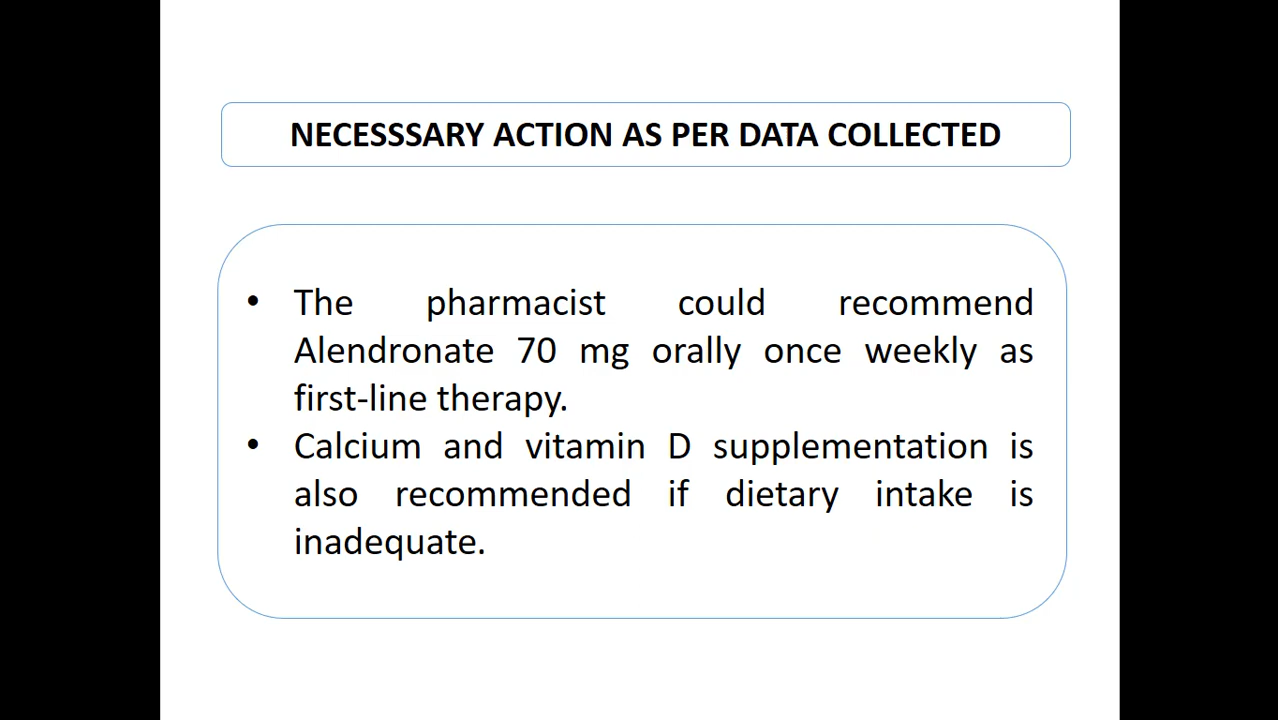 NECESSSARY ACTION AS PER DATA COLLECTED
• The pharmacist could recommend
Alendronate 70 mg orally once weekly as
first-line therapy.
• Calcium and vitamin D supplementation is
also recommended if dietary intake is
inadequate.